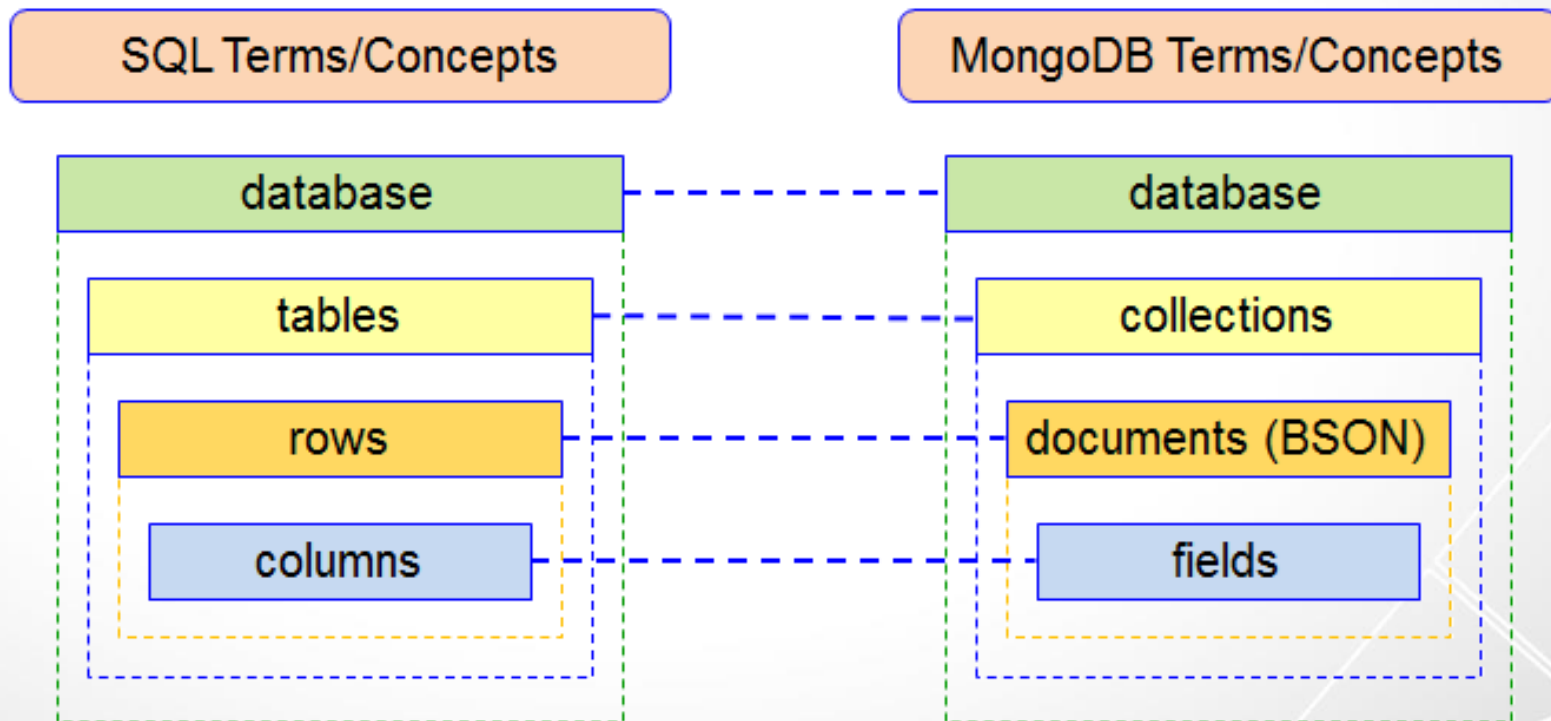 SQL Terms/Concepts
MongoDB Terms/Concepts
database
database
tables
collections
rows
documents (BSON)
columns
fields